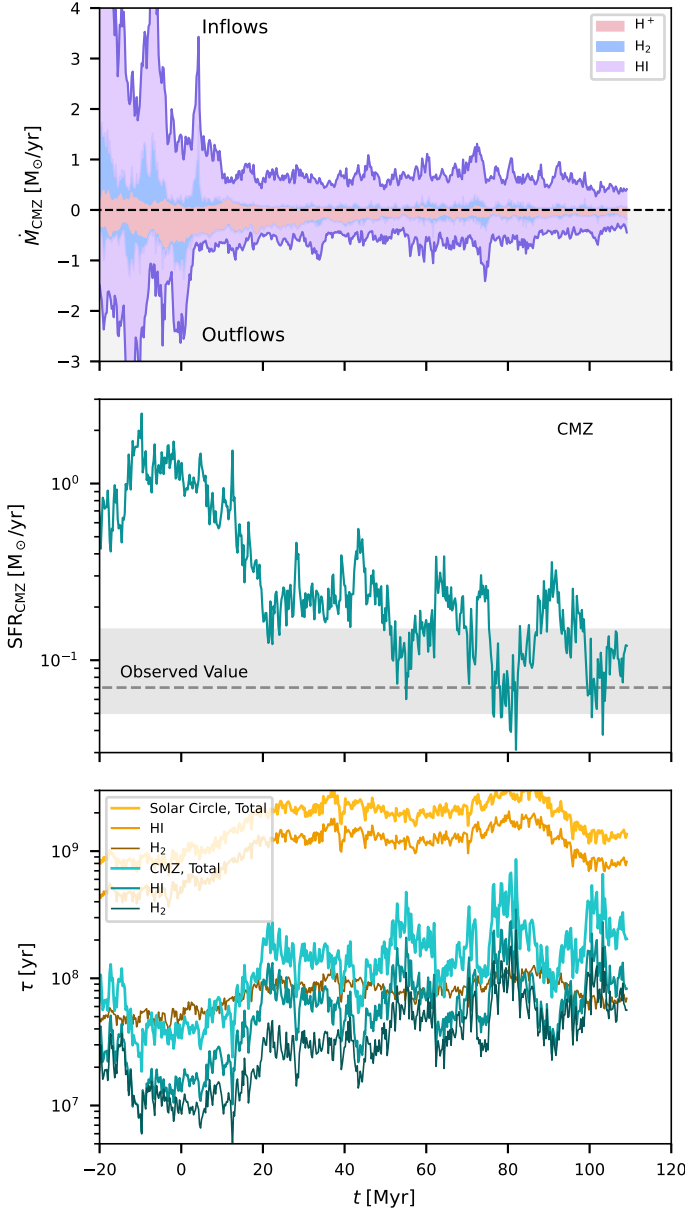 4
3
2
1
0
−1
−2
−3
Ṁ_CMZ [M_⊙/yr]
Inflows
Outflows
H⁺
H₂
HI
10⁰
10⁻¹
SFR_CMZ [M_⊙/yr]
CMZ
Observed Value
10⁹
10⁸
10⁷
τ [yr]
Solar Circle, Total
HI
H₂
CMZ, Total
HI
H₂
−20 0 20 40 60 80 100 120
t [Myr]